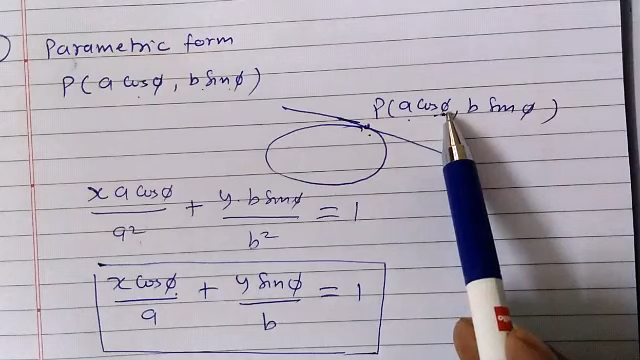 Parametric form
P(a cosϕ, b sinϕ)
P(a cosϕ, b sinϕ)
x a cosϕ / a² + y. b sinϕ / b² = 1
x cosϕ / a + y sinϕ / b = 1